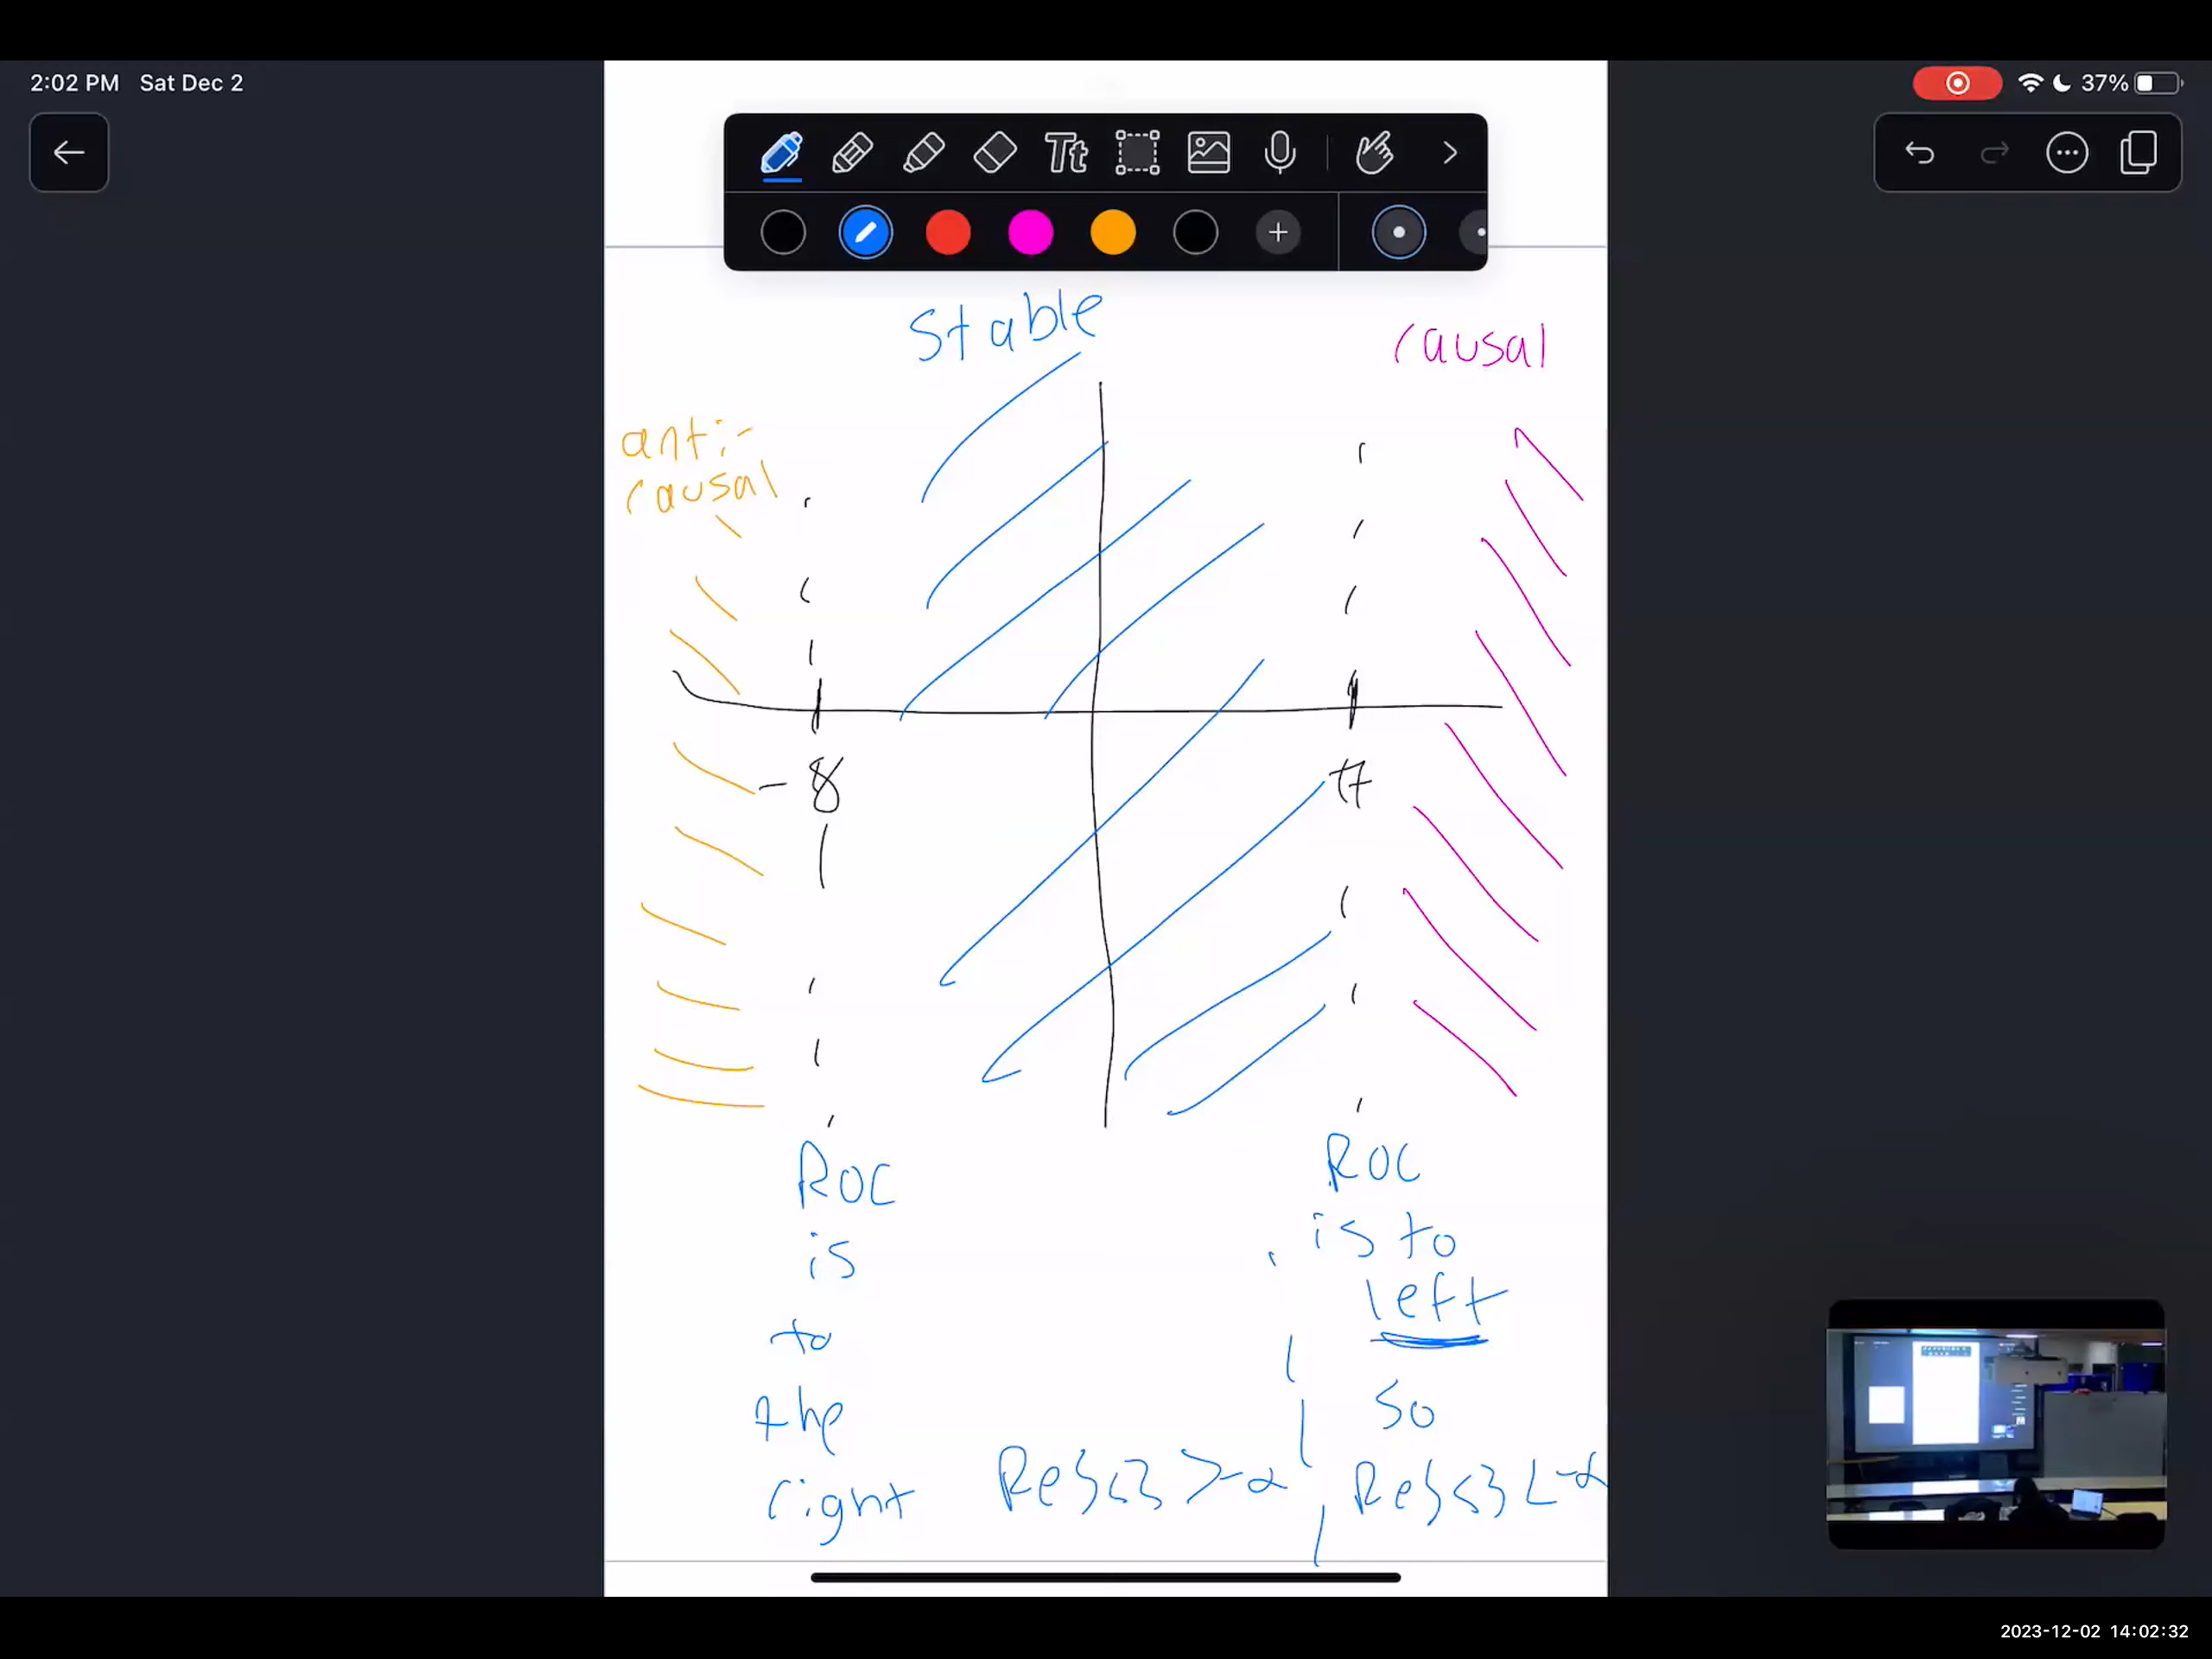 2:02 PM Sat Dec 2
37%
Tt
Stable
causal
anti-
causal
-8
7
ROC
is
to
the
right
Re{s} > -α
ROC
is to
left
so
Re{s} < -α
2023-12-02 14:02:32